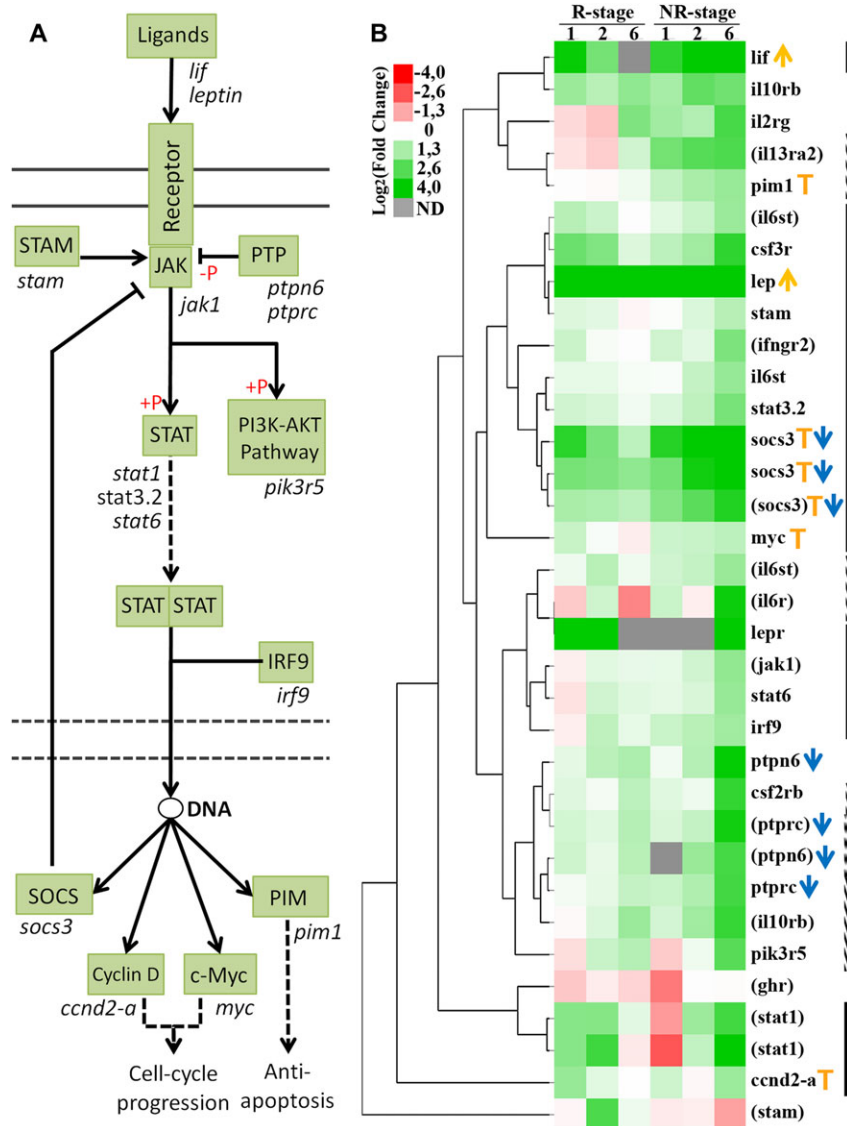 A
Ligands
lif
leptin
Receptor
STAM
stam
JAK
jak1
-P
PTP
ptpn6
ptprc
+P
+P
STAT
stat1
stat3.2
stat6
PI3K-AKT
Pathway
pik3r5
STAT STAT
IRF9
irf9
DNA
SOCS
socs3
PIM
pim1
Cyclin D
ccnd2-a
c-Myc
myc
Cell-cycle
progression
Anti-
apoptosis
B
R-stage NR-stage
1 2 6 1 2 6
Log2(Fold Change)
-4,0
-2,6
-1,3
0
1,3
2,6
4,0
ND
lif
il10rb
il2rg
(il13ra2)
pim1 T
(il6st)
csf3r
lep
stam
(ifngr2)
il6st
stat3.2
socs3 T
socs3 T
(socs3) T
myc T
(il6st)
(il6r)
lepr
(jak1)
stat6
irf9
ptpn6
csf2rb
(ptprc)
(ptpn6)
ptprc
(il10rb)
pik3r5
(ghr)
(stat1)
(stat1)
ccnd2-a T
(stam)